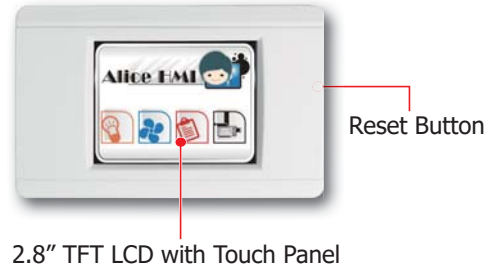 Alice HMI
Reset Button
2.8” TFT LCD with Touch Panel